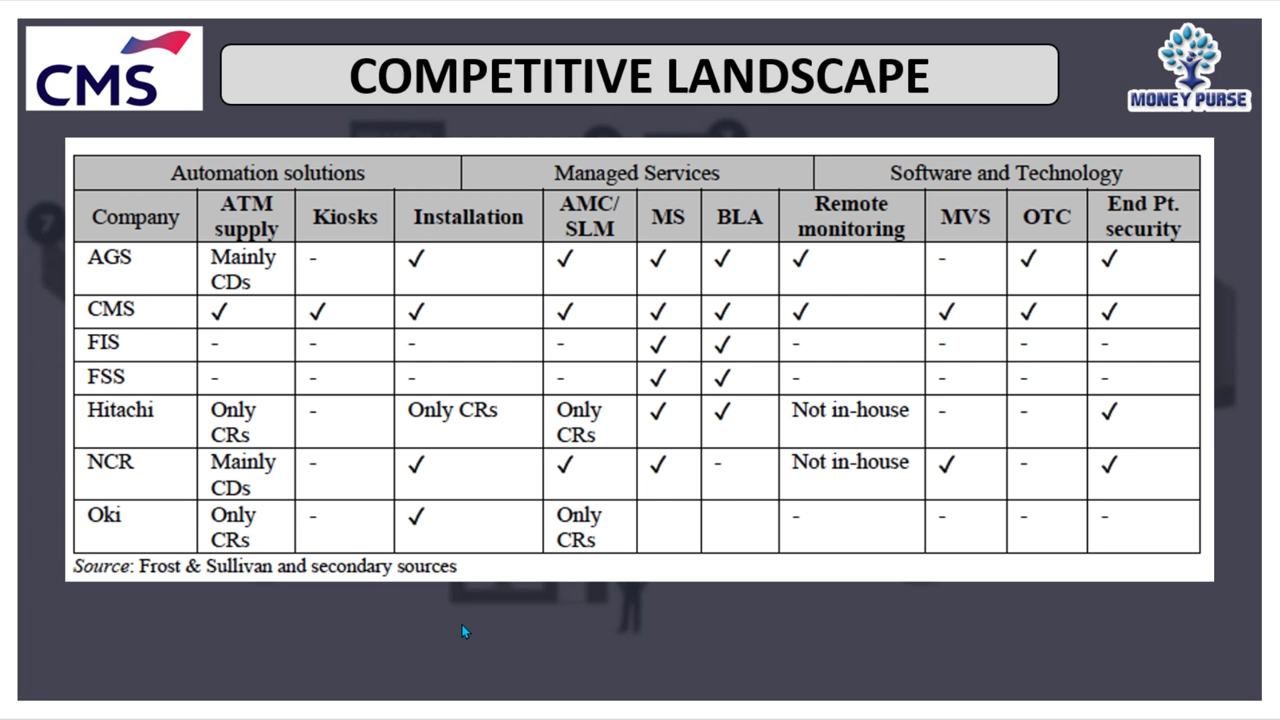 CMS
COMPETITIVE LANDSCAPE
MONEY PURSE
Automation solutions Managed Services Software and Technology
Company ATM supply Kiosks Installation AMC/ SLM MS BLA Remote monitoring MVS OTC End Pt. security
AGS Mainly CDs - ✓ ✓ ✓ ✓ ✓ - ✓ ✓
CMS ✓ ✓ ✓ ✓ ✓ ✓ ✓ ✓ ✓ ✓
FIS - - - - ✓ ✓ - - - -
FSS - - - - ✓ ✓ - - - -
Hitachi Only CRs - Only CRs Only CRs ✓ ✓ Not in-house - - ✓
NCR Mainly CDs - ✓ ✓ ✓ - Not in-house ✓ - ✓
Oki Only CRs - ✓ Only CRs - - - -
Source: Frost & Sullivan and secondary sources
7